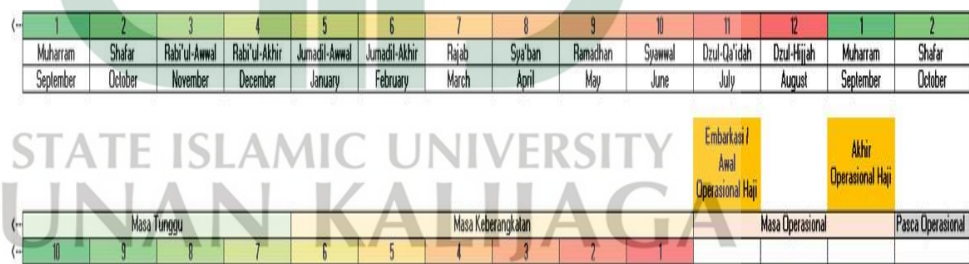 <-- 1 2 3 4 5 6 7 8 9 10 11 12 1 2
Muharram Shafar Rabi'ul-Awwal Rabi'ul-Akhir Jumadil-Awwal Jumadil-Akhir Rajab Sya'ban Ramadhan Syawwal Dzul-Qa'idah Dzul-Hijjah Muharram Shafar
September October November December January February March April May June July August September October
Embarkasi /
Awal
Operasional Haji
Akhir
Operasional Haji
STATE ISLAMIC UNIVERSITY
UNAN KALIJAGA
<-- Masa Tunggu Masa Keberangkatan Masa Operasional Pasca Operasional
<-- 10 9 8 7 6 5 4 3 2 1